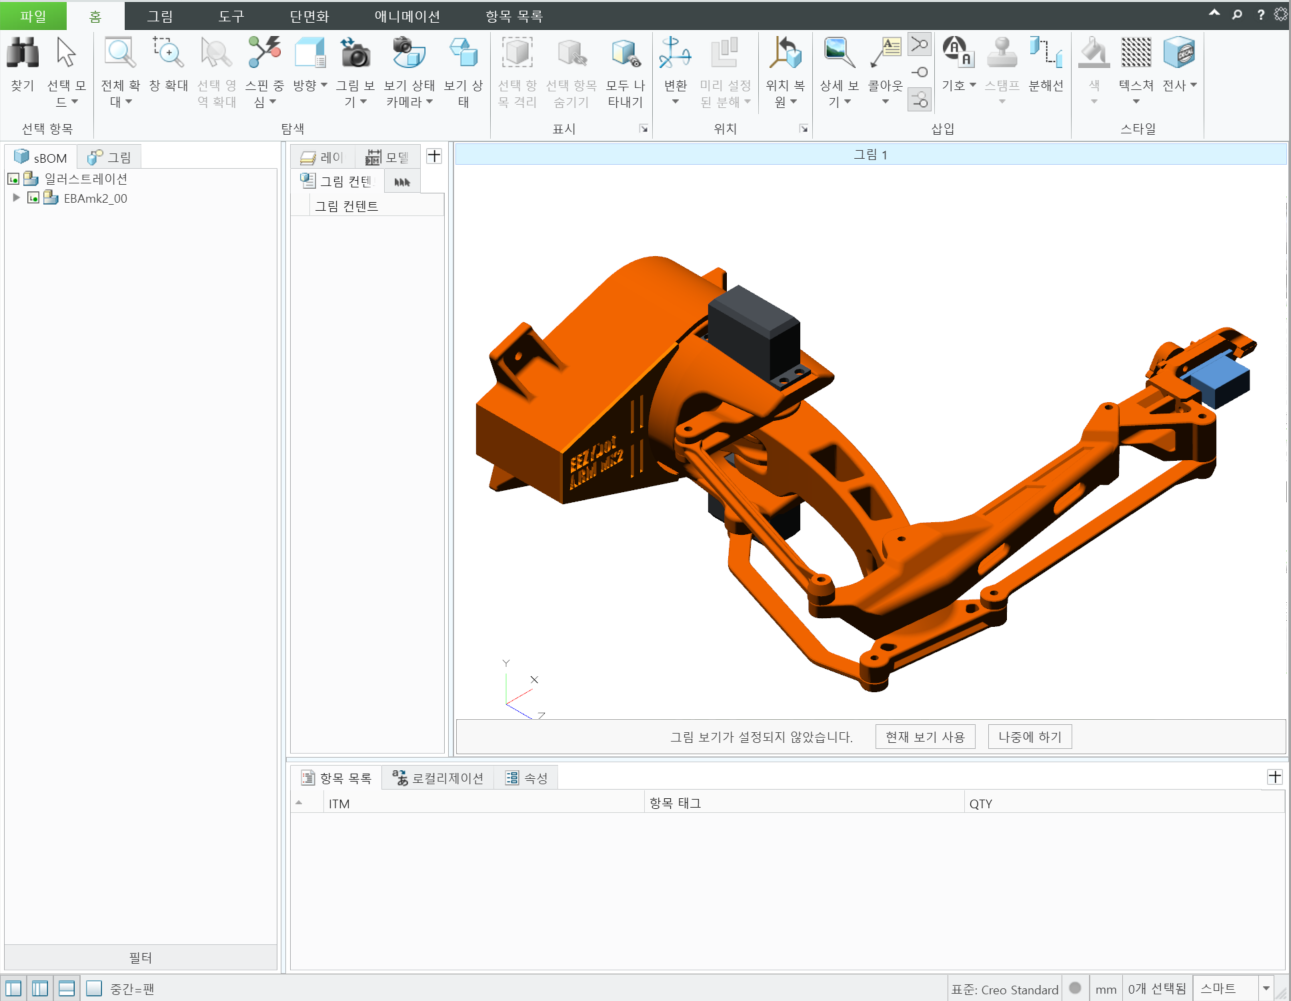 파일 홈 그림 도구 단면화 애니메이션 항목 목록 ?
찾기 선택 모드 전체 확대 창 확대 선택 영역 확대 스핀 중심 방향 그림 보기 보기 상태 카메라 보기 상태 선택 항목 격리 선택 항목 숨기기 모두 나타내기 변환 미리 설정된 분해 위치 복원 상세 보기 콜아웃 기호 스탬프 분해선 색 텍스쳐 전사
선택 항목 탐색 표시 위치 삽입 스타일
sBOM 그림
일러스트레이션
EBAmk2_00
필터
레이 모델
그림 컨텐
그림 컨텐트
그림 1
EEZYbot
ARM MK2
Y
X
Z
그림 보기가 설정되지 않았습니다. 현재 보기 사용 나중에 하기
항목 목록 로컬리제이션 속성
ITM 항목 태그 QTY
중간=팬 표준: Creo Standard mm 0개 선택됨 스마트